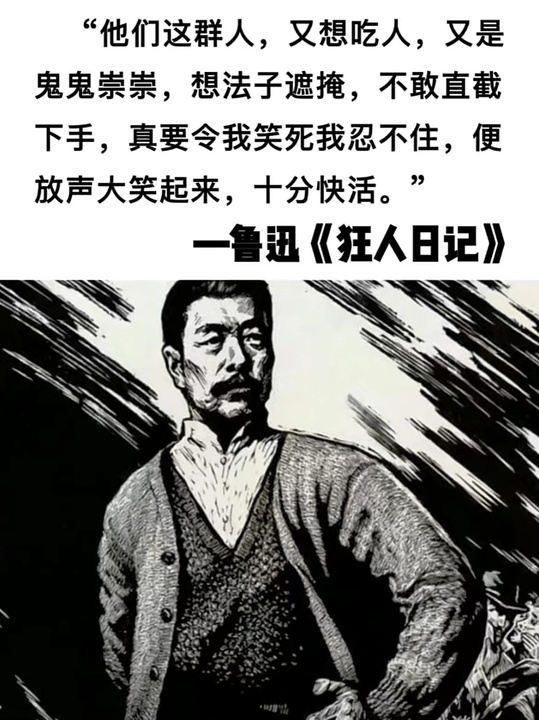 “他们这群人，又想吃人，又是
鬼鬼祟祟，想法子遮掩，不敢直截
下手，真要令我笑死我忍不住，便
放声大笑起来，十分快活。”
—鲁迅《狂人日记》